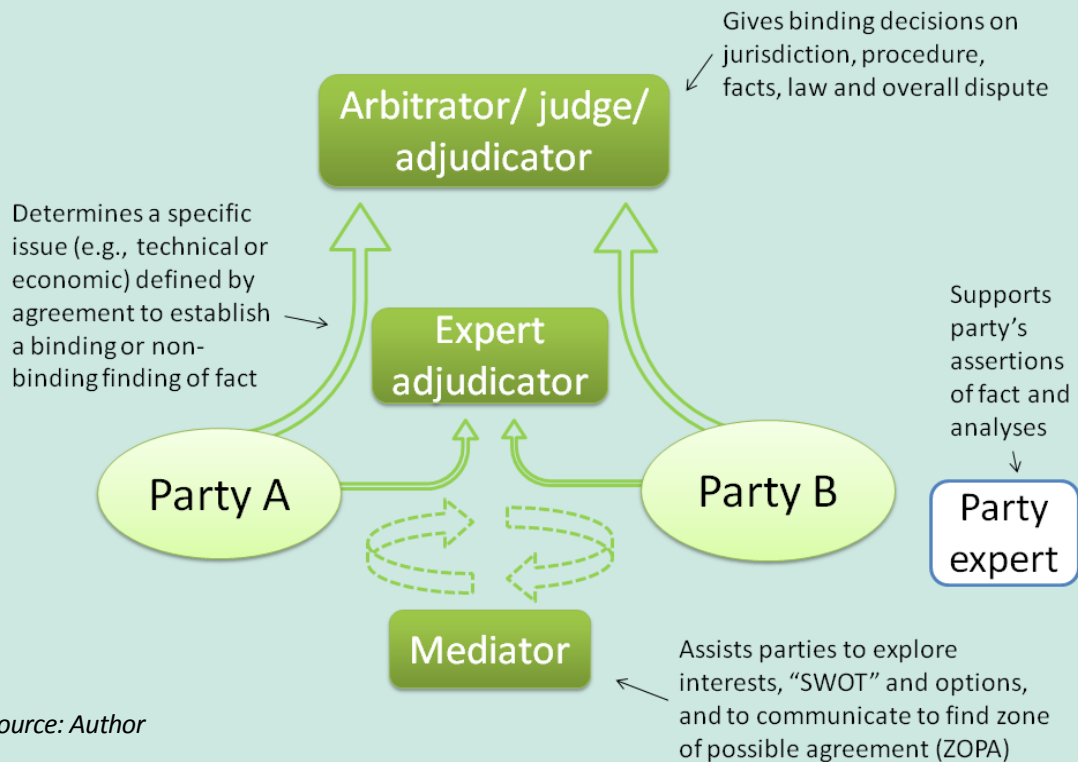 Gives binding decisions on
jurisdiction, procedure,
facts, law and overall dispute
Arbitrator/ judge/
adjudicator
Determines a specific
issue (e.g., technical or
economic) defined by
agreement to establish
a binding or non-
binding finding of fact
Expert
adjudicator
Supports
party's
assertions
of fact and
analyses
Party A
Party B
Party
expert
Mediator
Assists parties to explore
interests, “SWOT” and options,
and to communicate to find zone
of possible agreement (ZOPA)
ource: Author